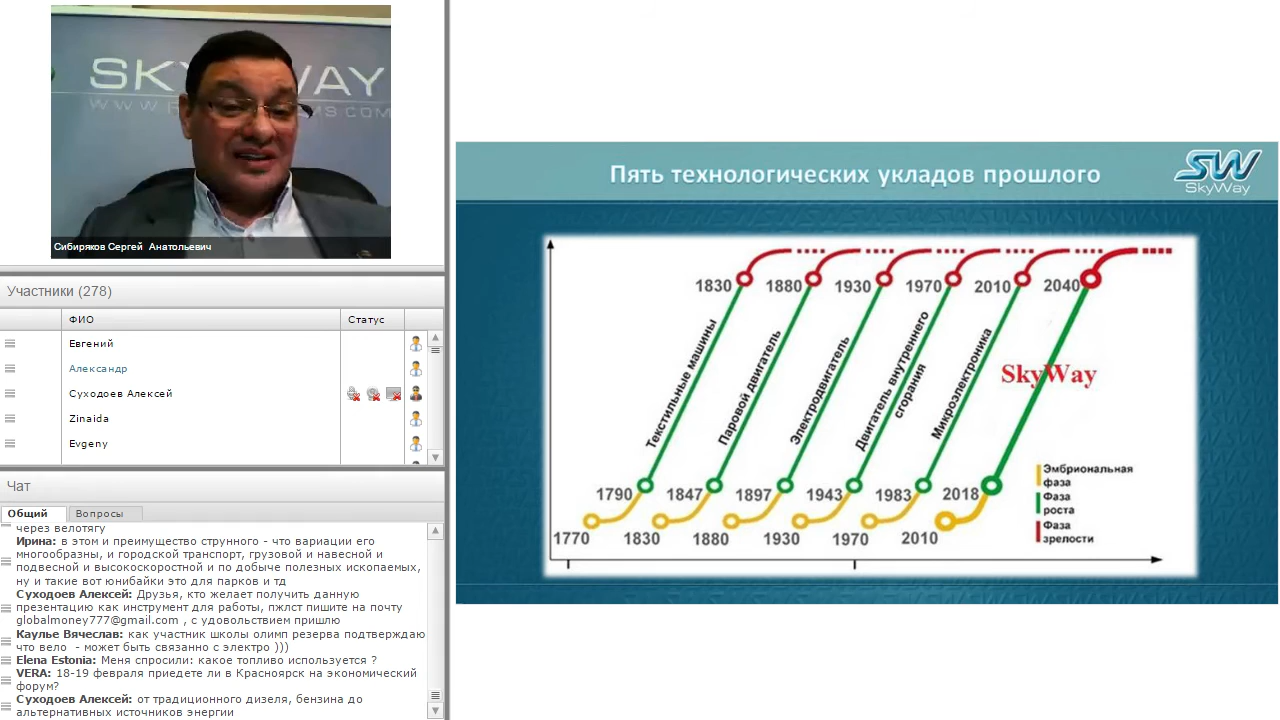 SKYWAY
Сибиряков Сергей Анатольевич
Участники (278)
ФИО
Статус
Евгений
Александр
Суходоев Алексей
Zinaida
Evgeny
Чат
Общий
Вопросы
через велотягу
Ирина: в этом и преимущество струнного - что вариации его
многообразны, и городской транспорт, грузовой и навесной и
подвесной и высокоскоростной и по добыче полезных ископаемых,
ну и такие вот юнибайки это для парков и тд
Суходоев Алексей: Друзья, кто желает получить данную
презентацию как инструмент для работы, пжлст пишите на почту
globalmoney777@gmail.com , с удовольствием пришлю
Каулье Вячеслав: как участник школы олимп резерва подтверждаю
что вело - может быть связанно с электро )))
Elena Estonia: Меня спросили: какое топливо используется ?
VERA: 18-19 февраля приедете ли в Красноярск на экономический
форум?
Суходоев Алексей: от традиционного дизеля, бензина до
альтернативных источников энергии
Пять технологических укладов прошлого
SW
SkyWay
1830 1880 1930 1970 2010 2040
Текстильные машины
Паровой двигатель
Электродвигатель
Двигатель внутреннего
сгорания
Микроэлектроника
SkyWay
1790 1847 1897 1943 1983 2018
1770 1830 1880 1930 1970 2010
Эмбриональная
фаза
Фаза
роста
Фаза
зрелости